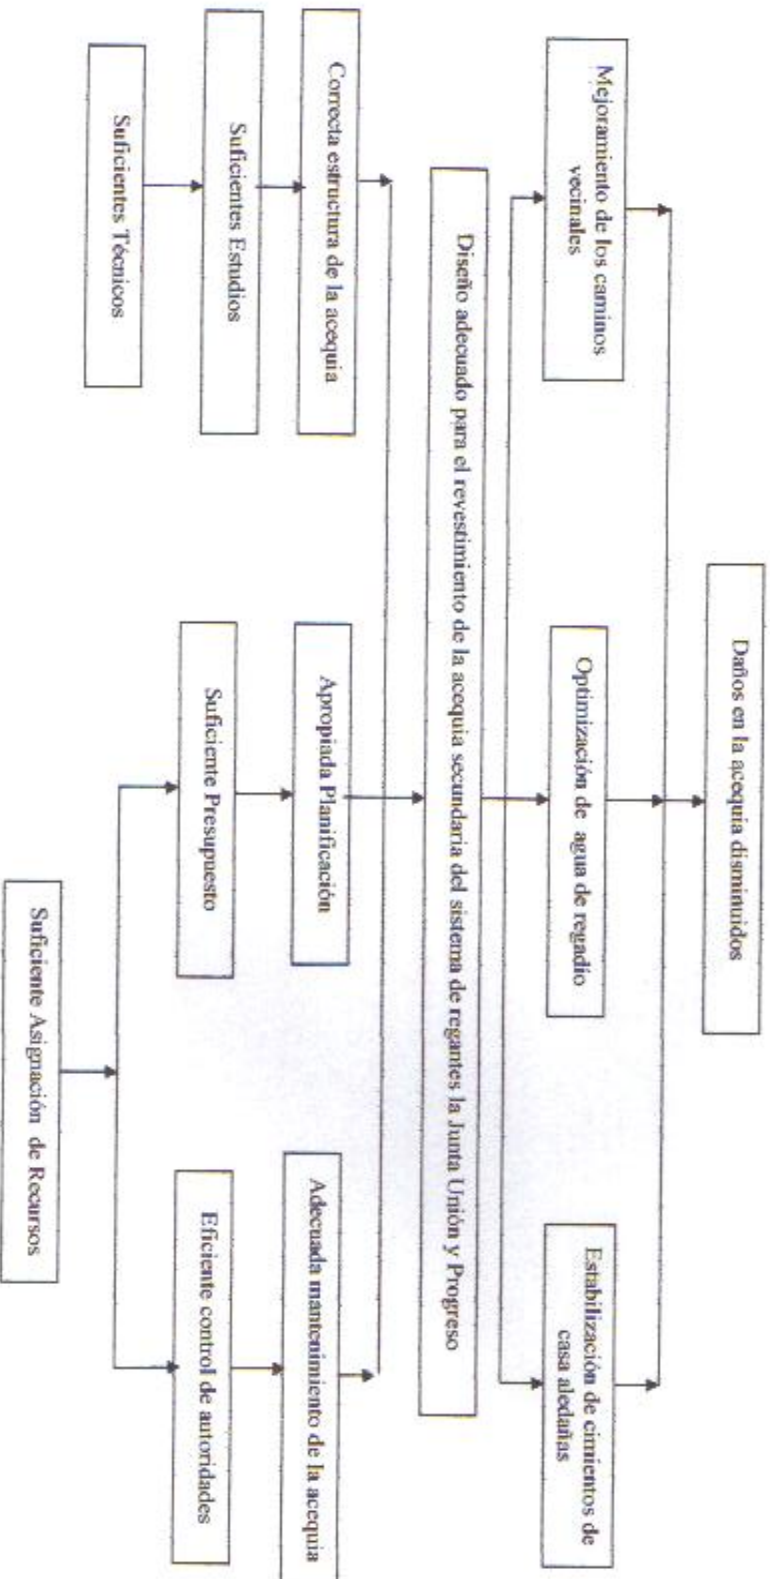 Daños en la acequia disminuidos
Mejoramiento de los caminos
vecinales
Optimización de agua de regadío
Estabilización de cimientos de
casa aledañas
Diseño adecuado para el revestimiento de la acequia secundaria del sistema de regantes la Junta Unión y Progreso
Correcta estructura de la acequia
Apropiada Planificación
Adecuada mantenimiento de la acequia
Suficientes Estudios
Suficiente Presupuesto
Eficiente control de autoridades
Suficientes Técnicos
Suficiente Asignación de Recursos